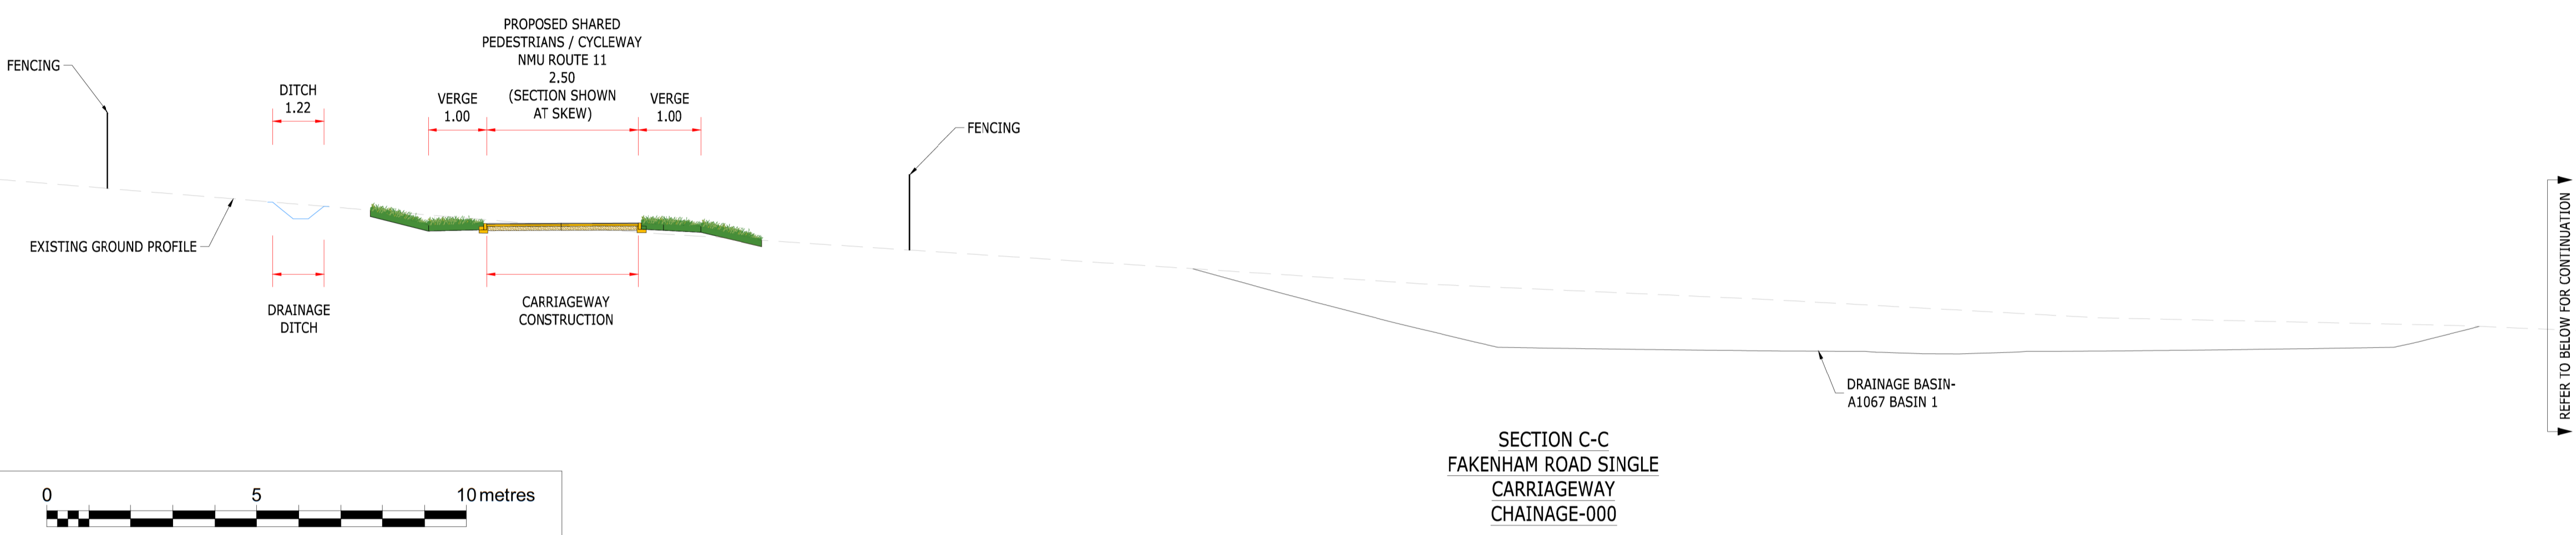 FENCING
DITCH
1.22
VERGE
1.00
PROPOSED SHARED
PEDESTRIANS / CYCLEWAY
NMU ROUTE 11
2.50
(SECTION SHOWN
AT SKEW)
VERGE
1.00
FENCING
EXISTING GROUND PROFILE
DRAINAGE
DITCH
CARRIAGEWAY
CONSTRUCTION
DRAINAGE BASIN-
A1067 BASIN 1
REFER TO BELOW FOR CONTINUATION
SECTION C-C
FAKENHAM ROAD SINGLE
CARRIAGEWAY
CHAINAGE-000
0 5 10 metres